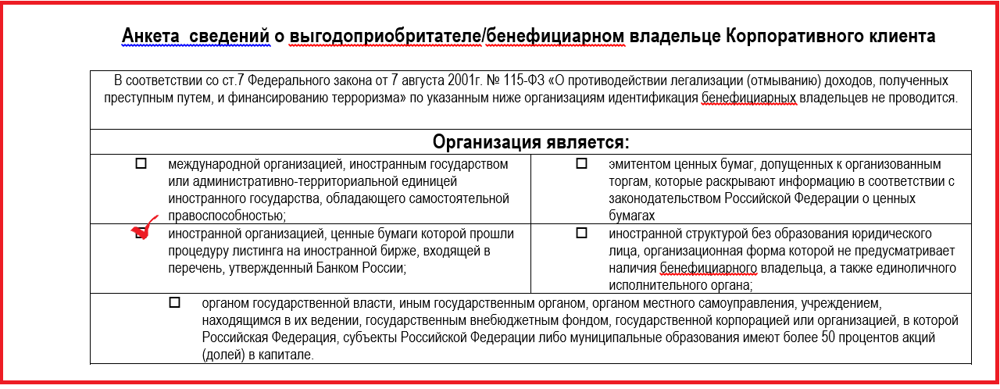 Анкета сведений о выгодоприобритателе/бенефициарном владельце Корпоративного клиента
В соответствии со ст.7 Федерального закона от 7 августа 2001г. № 115-ФЗ «О противодействии легализации (отмыванию) доходов, полученных
преступным путем, и финансированию терроризма» по указанным ниже организациям идентификация бенефициарных владельцев не проводится.
Организация является:
международной организацией, иностранным государством
или административно-территориальной единицей
иностранного государства, обладающего самостоятельной
правоспособностью;
эмитентом ценных бумаг, допущенных к организованным
торгам, которые раскрывают информацию в соответствии с
законодательством Российской Федерации о ценных
бумагах
иностранной организацией, ценные бумаги которой прошли
процедуру листинга на иностранной бирже, входящей в
перечень, утвержденный Банком России;
иностранной структурой без образования юридического
лица, организационная форма которой не предусматривает
наличия бенефициарного владельца, а также единоличного
исполнительного органа;
органом государственной власти, иным государственным органом, органом местного самоуправления, учреждением,
находящимся в их ведении, государственным внебюджетным фондом, государственной корпорацией или организацией, в которой
Российская Федерация, субъекты Российской Федерации либо муниципальные образования имеют более 50 процентов акций
(долей) в капитале.